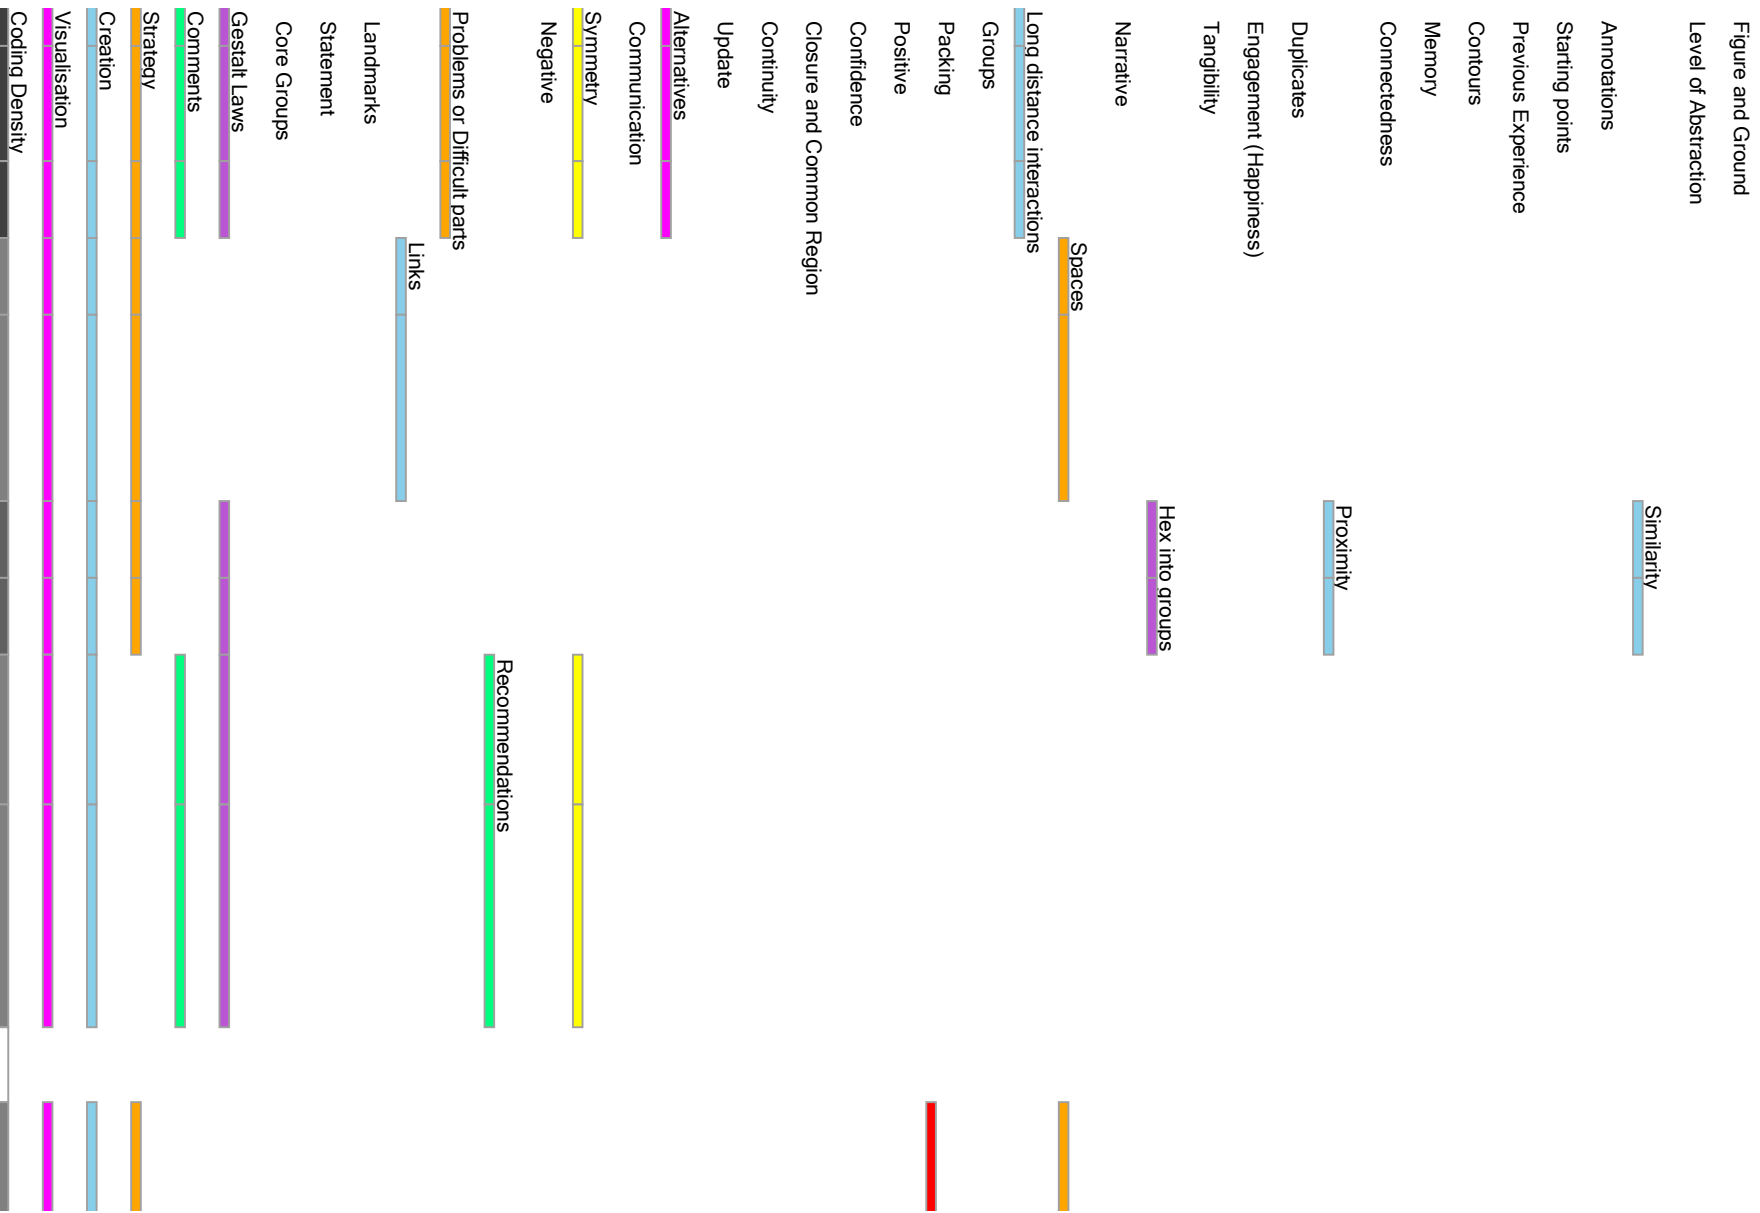 Coding Density
Visualisation
Creation
Strategy
Comments
Gestalt Laws
Core Groups
Statement
Landmarks
Links
Problems or Difficult parts
Recommendations
Negative
Symmetry
Communication
Alternatives
Update
Continuity
Closure and Common Region
Confidence
Positive
Packing
Groups
Long distance interactions
Spaces
Narrative
Hex into groups
Tangibility
Engagement (Happiness)
Duplicates
Proximity
Connectedness
Memory
Contours
Previous Experience
Starting points
Annotations
Similarity
Level of Abstraction
Figure and Ground